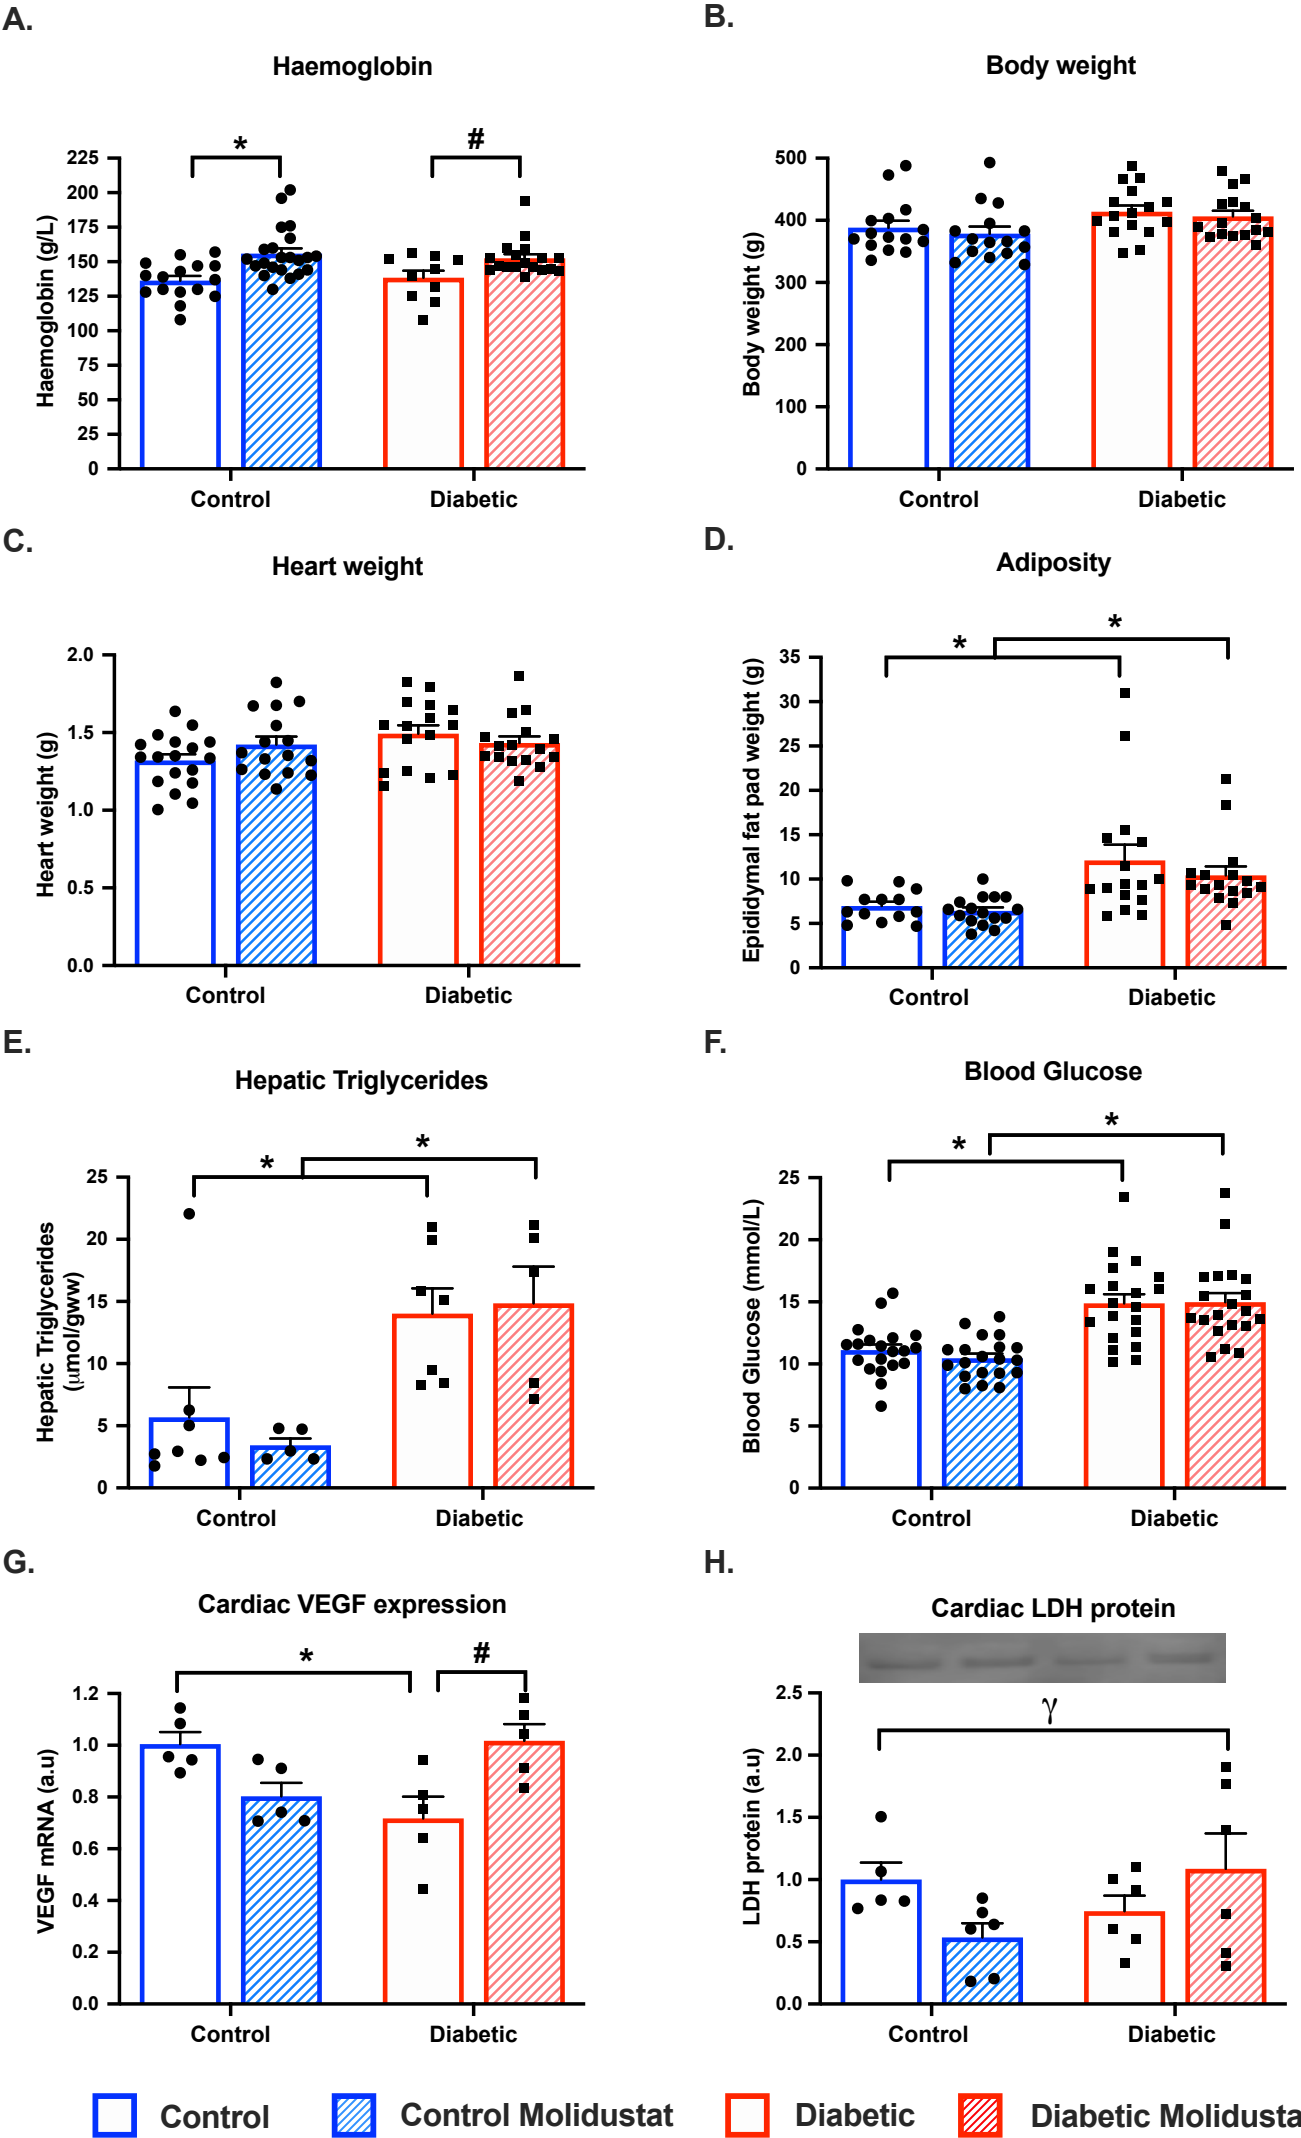 A.
Haemoglobin
* #
Haemoglobin (g/L)
225
200
175
150
125
100
75
50
25
0
Control Diabetic
B.
Body weight
Body weight (g)
500
400
300
200
100
0
Control Diabetic
C.
Heart weight
Heart weight (g)
2.0
1.5
1.0
0.5
0.0
Control Diabetic
D.
Adiposity
* *
Epididymal fat pad weight (g)
35
30
25
20
15
10
5
0
Control Diabetic
E.
Hepatic Triglycerides
* *
Hepatic Triglycerides
(μmol/gww)
25
20
15
10
5
0
Control Diabetic
F.
Blood Glucose
* *
Blood Glucose (mmol/L)
25
20
15
10
5
0
Control Diabetic
G.
Cardiac VEGF expression
* #
VEGF mRNA (a.u)
1.2
1.0
0.8
0.6
0.4
0.2
0.0
Control Diabetic
H.
Cardiac LDH protein
γ
LDH protein (a.u)
2.5
2.0
1.5
1.0
0.5
0.0
Control Diabetic
Control Control Molidustat Diabetic Diabetic Molidusta